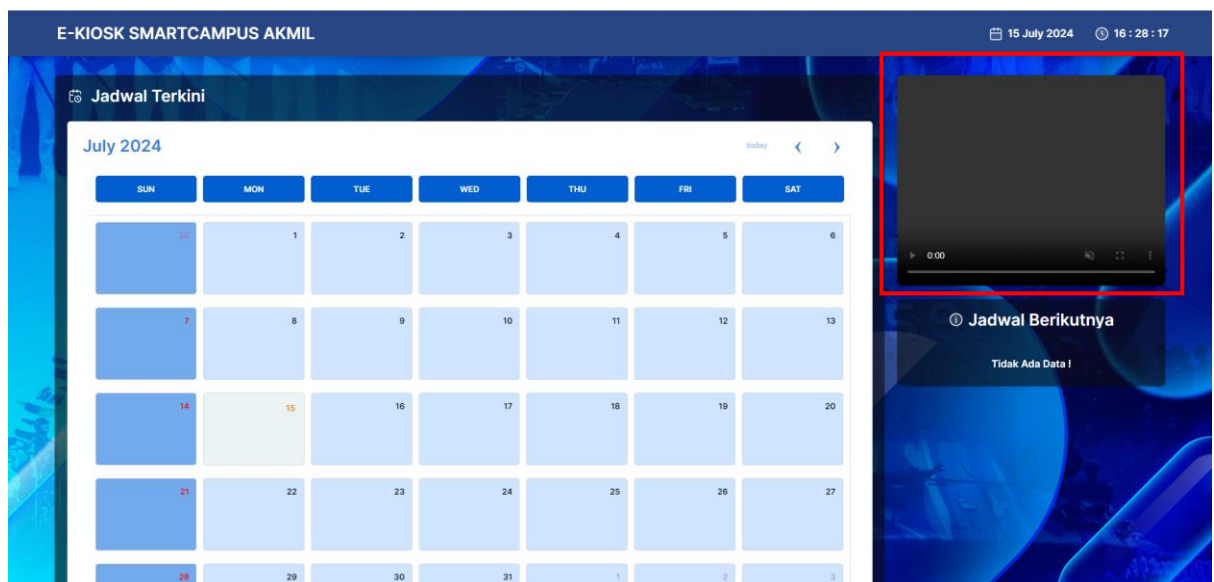 E-KIOSK SMARTCAMPUS AKMIL
15 July 2024 16 : 28 : 17
Jadwal Terkini
July 2024
today
SUN MON TUE WED THU FRI SAT
30 1 2 3 4 5 6
7 8 9 10 11 12 13
14 15 16 17 18 19 20
21 22 23 24 25 26 27
28 29 30 31 1 2 3
0:00
Jadwal Berikutnya
Tidak Ada Data !